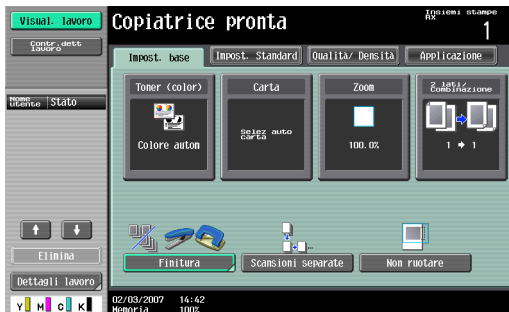 Visual. lavoro
Copiatrice pronta
Insiemi stampe
RX
1
Contr.dett
lavoro
Impost. base
Impost. Standard
Qualità/ Densità
Applicazione
Nome
utente
Stato
Toner (color)
Carta
Zoom
2 lati/
Combinazione
Colore autom
Selez auto
carta
100.0%
1 → 1
Elimina
Finitura
Scansioni separate
Non ruotare
Dettagli lavoro
Y M C K
02/03/2007 14:42
Memoria 100%